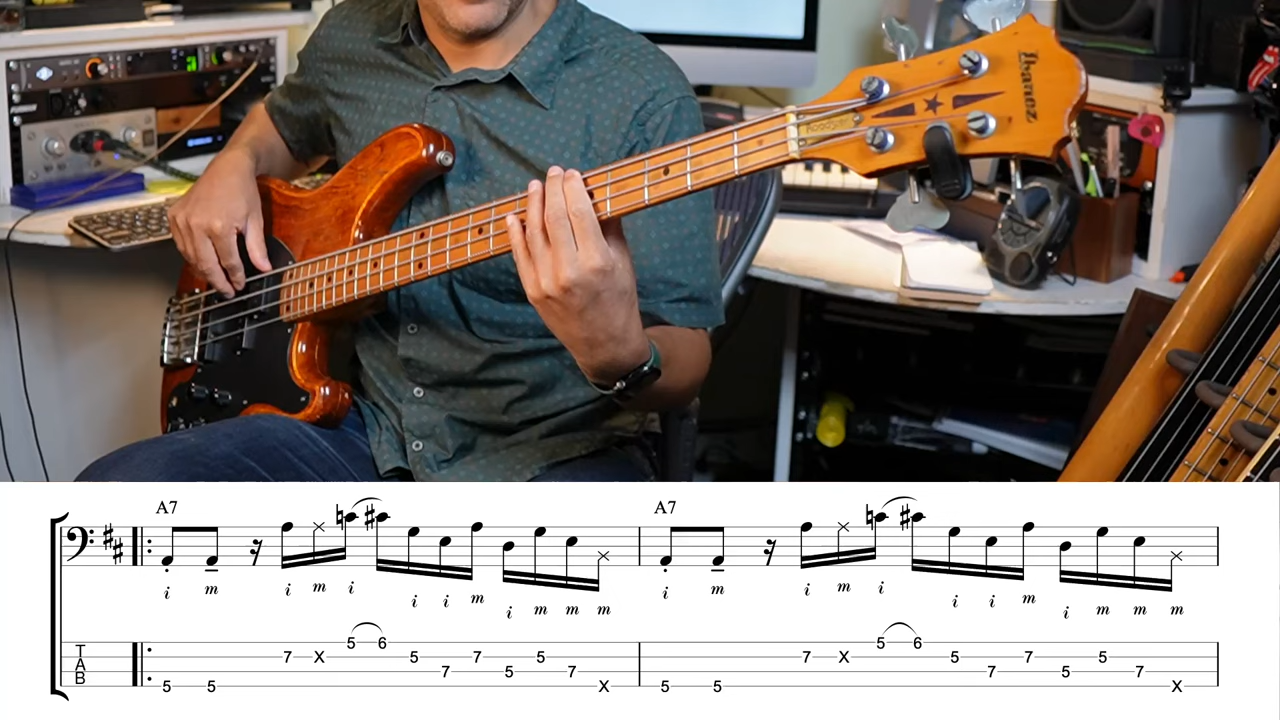 Ibanez
Roadster
A7 A7
i m i m i i i m i m m m i m i m i i i m i m m m
T
A
B
5 5 7 X 5 6 5 7 7 5 5 7 X 5 5 7 X 5 6 5 7 7 5 5 7 X